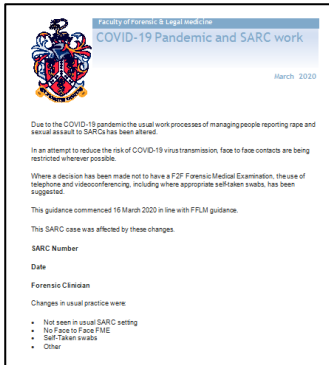 Faculty of Forensic & Legal Medicine
COVID-19 Pandemic and SARC work
March 2020
Due to the COVID-19 pandemic the usual work processes of managing people reporting rape and
sexual assault to SARCs has been altered.
In an attempt to reduce the risk of COVID-19 virus transmission, face to face contacts are being
restricted wherever possible.
Where a decision has been made not to have a F2F Forensic Medical Examination, the use of
telephone and videoconferencing, including where appropriate self-taken swabs, has been
suggested.
This guidance commenced 16 March 2020 in line with FFLM guidance.
This SARC case was affected by these changes.
SARC Number
Date
Forensic Clinician
Changes in usual practice were:
• Not seen in usual SARC setting
• No Face to Face FME
• Self-Taken swabs
• Other